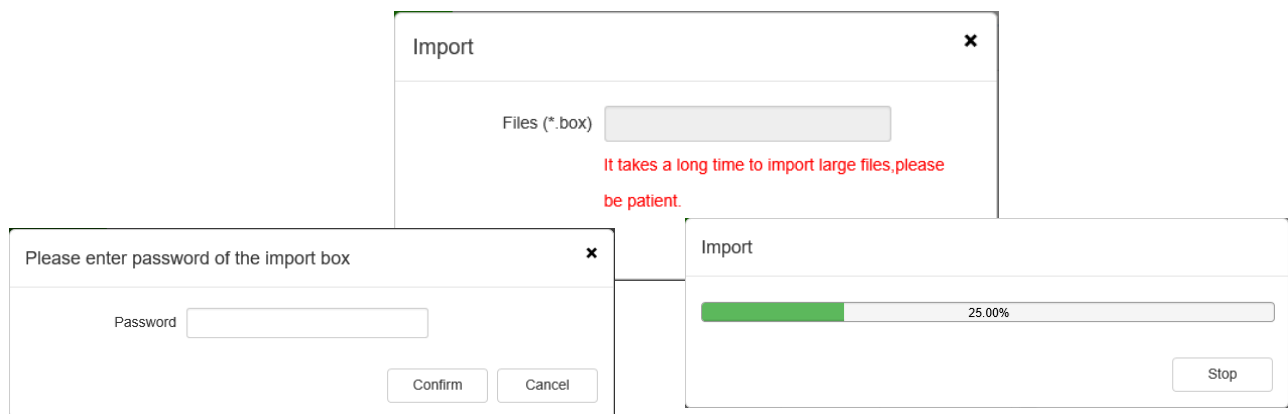 Import
Files (*.box)
It takes a long time to import large files,please
be patient.
Please enter password of the import box
Password
Confirm Cancel
Import
25.00%
Stop